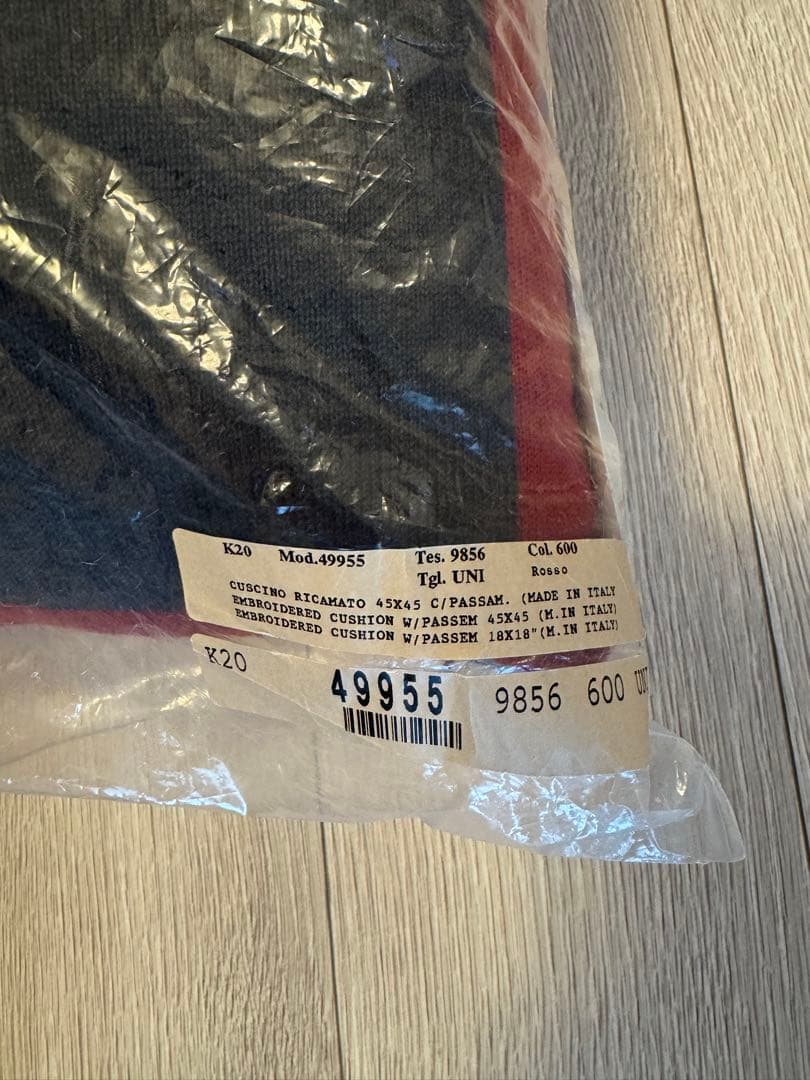 K20 Mod.49955 Tes. 9856 Col. 600
Tgl. UNI Rosso
CUSCINO RICAMATO 45X45 C/PASSAM. (MADE IN ITALY
EMBROIDERED CUSHION W/PASSEM 45X45 (M.IN ITALY)
EMBROIDERED CUSHION W/PASSEM 18X18"(M.IN ITALY)
K20 49955 9856 600